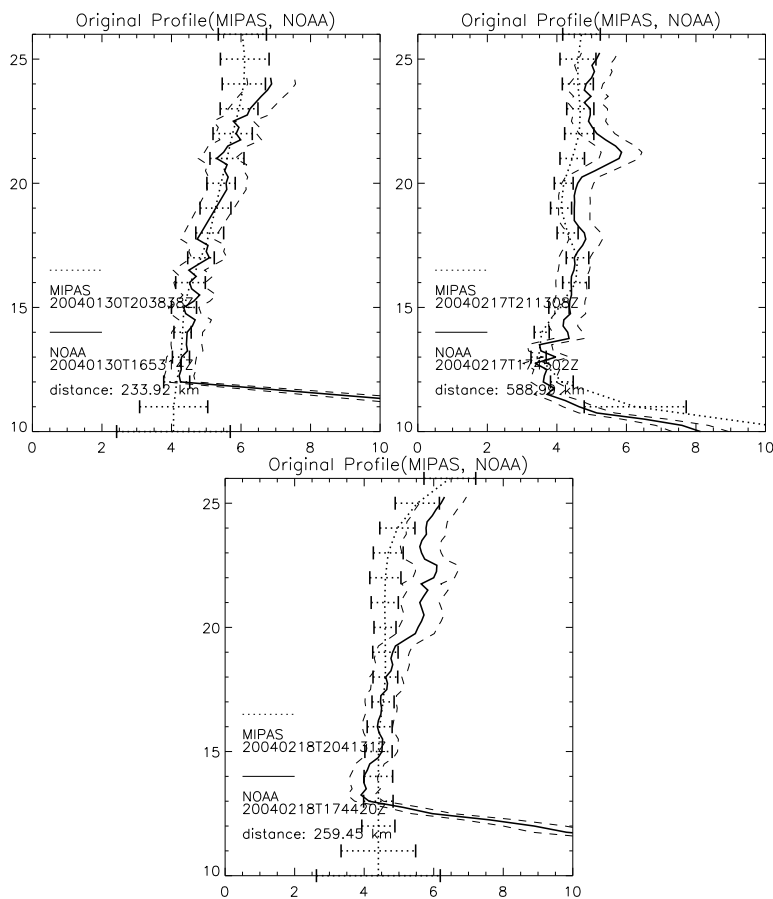 Original Profile(MIPAS, NOAA)
25
20
15
10
MIPAS
20040130T203838Z
NOAA
20040130T165314Z
distance: 233.92 km
0 2 4 6 8 10
Original Profile(MIPAS, NOAA)
25
20
15
10
MIPAS
20040217T211308Z
NOAA
distance: km
0 2 4 6 8 10
Original Profile(MIPAS, NOAA)
25
20
15
10
MIPAS
20040218T204131Z
NOAA
20040218T174420Z
distance: 259.45 km
0 2 4 6 8 10